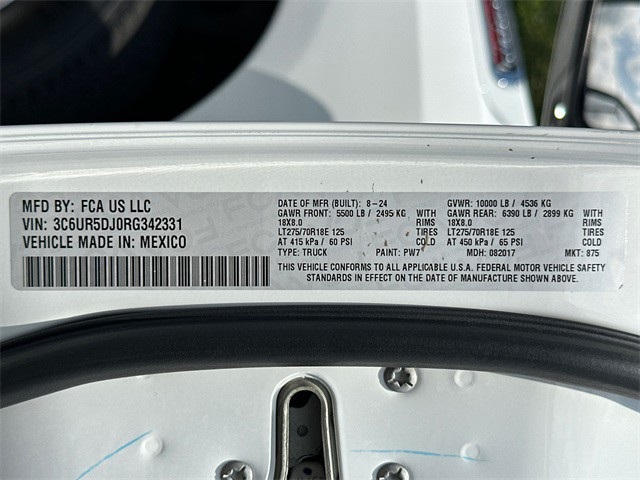 MFD BY: FCA US LLC
VIN: 3C6UR5DJ0RG342331
VEHICLE MADE IN: MEXICO
DATE OF MFR (BUILT): 8-24 GVWR: 10000 LB / 4536 KG
GAWR FRONT: 5500 LB / 2495 KG WITH GAWR REAR: 6390 LB / 2899 KG WITH
18X8.0 RIMS 18X8.0 RIMS
LT275/70R18E 125 TIRES LT275/70R18E 125 TIRES
AT 415 kPa / 60 PSI COLD AT 450 kPa / 65 PSI COLD
TYPE: TRUCK PAINT: PW7 MDH: 082017 MKT: 875
THIS VEHICLE CONFORMS TO ALL APPLICABLE U.S.A. FEDERAL MOTOR VEHICLE SAFETY
STANDARDS IN EFFECT ON THE DATE OF MANUFACTURE SHOWN ABOVE.